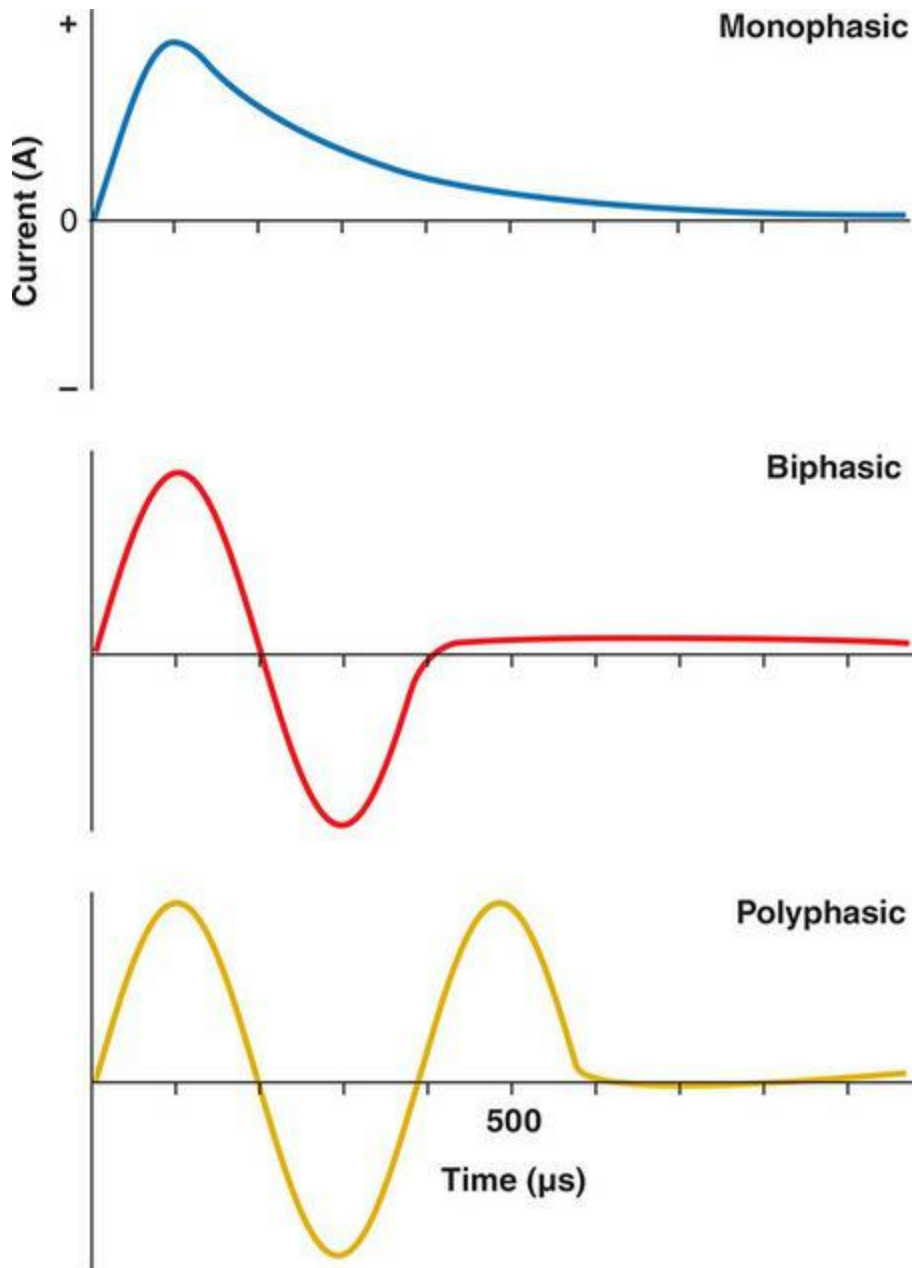 Monophasic
+
Current (A)
0
–
Biphasic
Polyphasic
500
Time (µs)